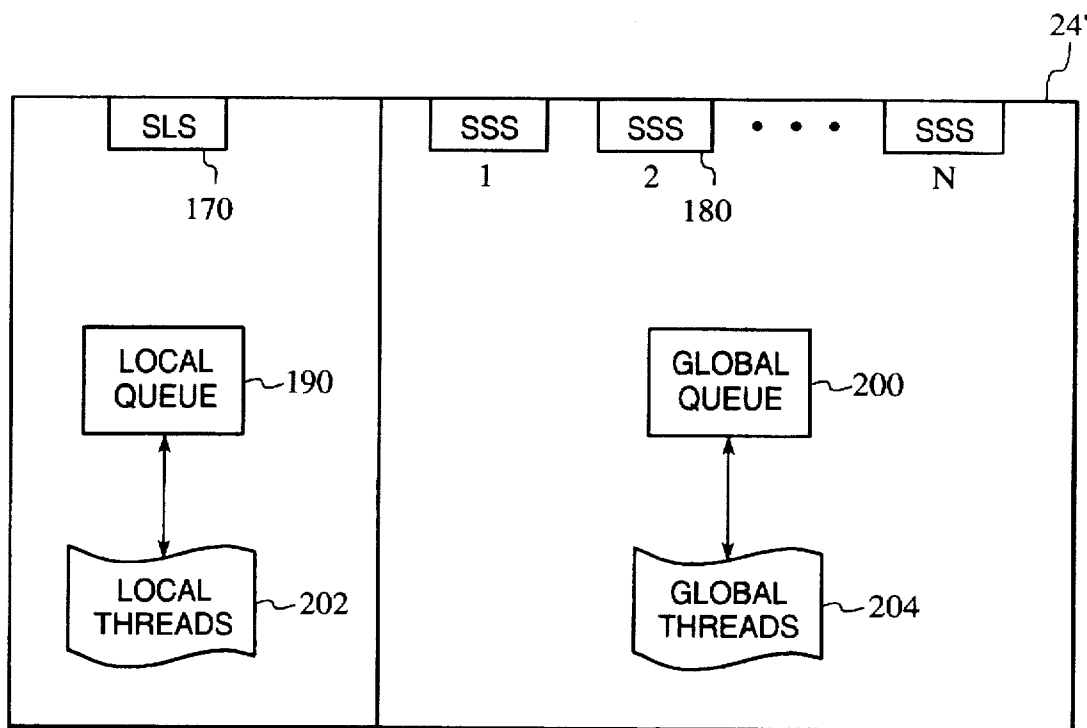 24'
SLS
SSS
SSS
• • •
SSS
170
1
2
180
N
LOCAL
QUEUE
190
GLOBAL
QUEUE
200
LOCAL
THREADS
202
GLOBAL
THREADS
204